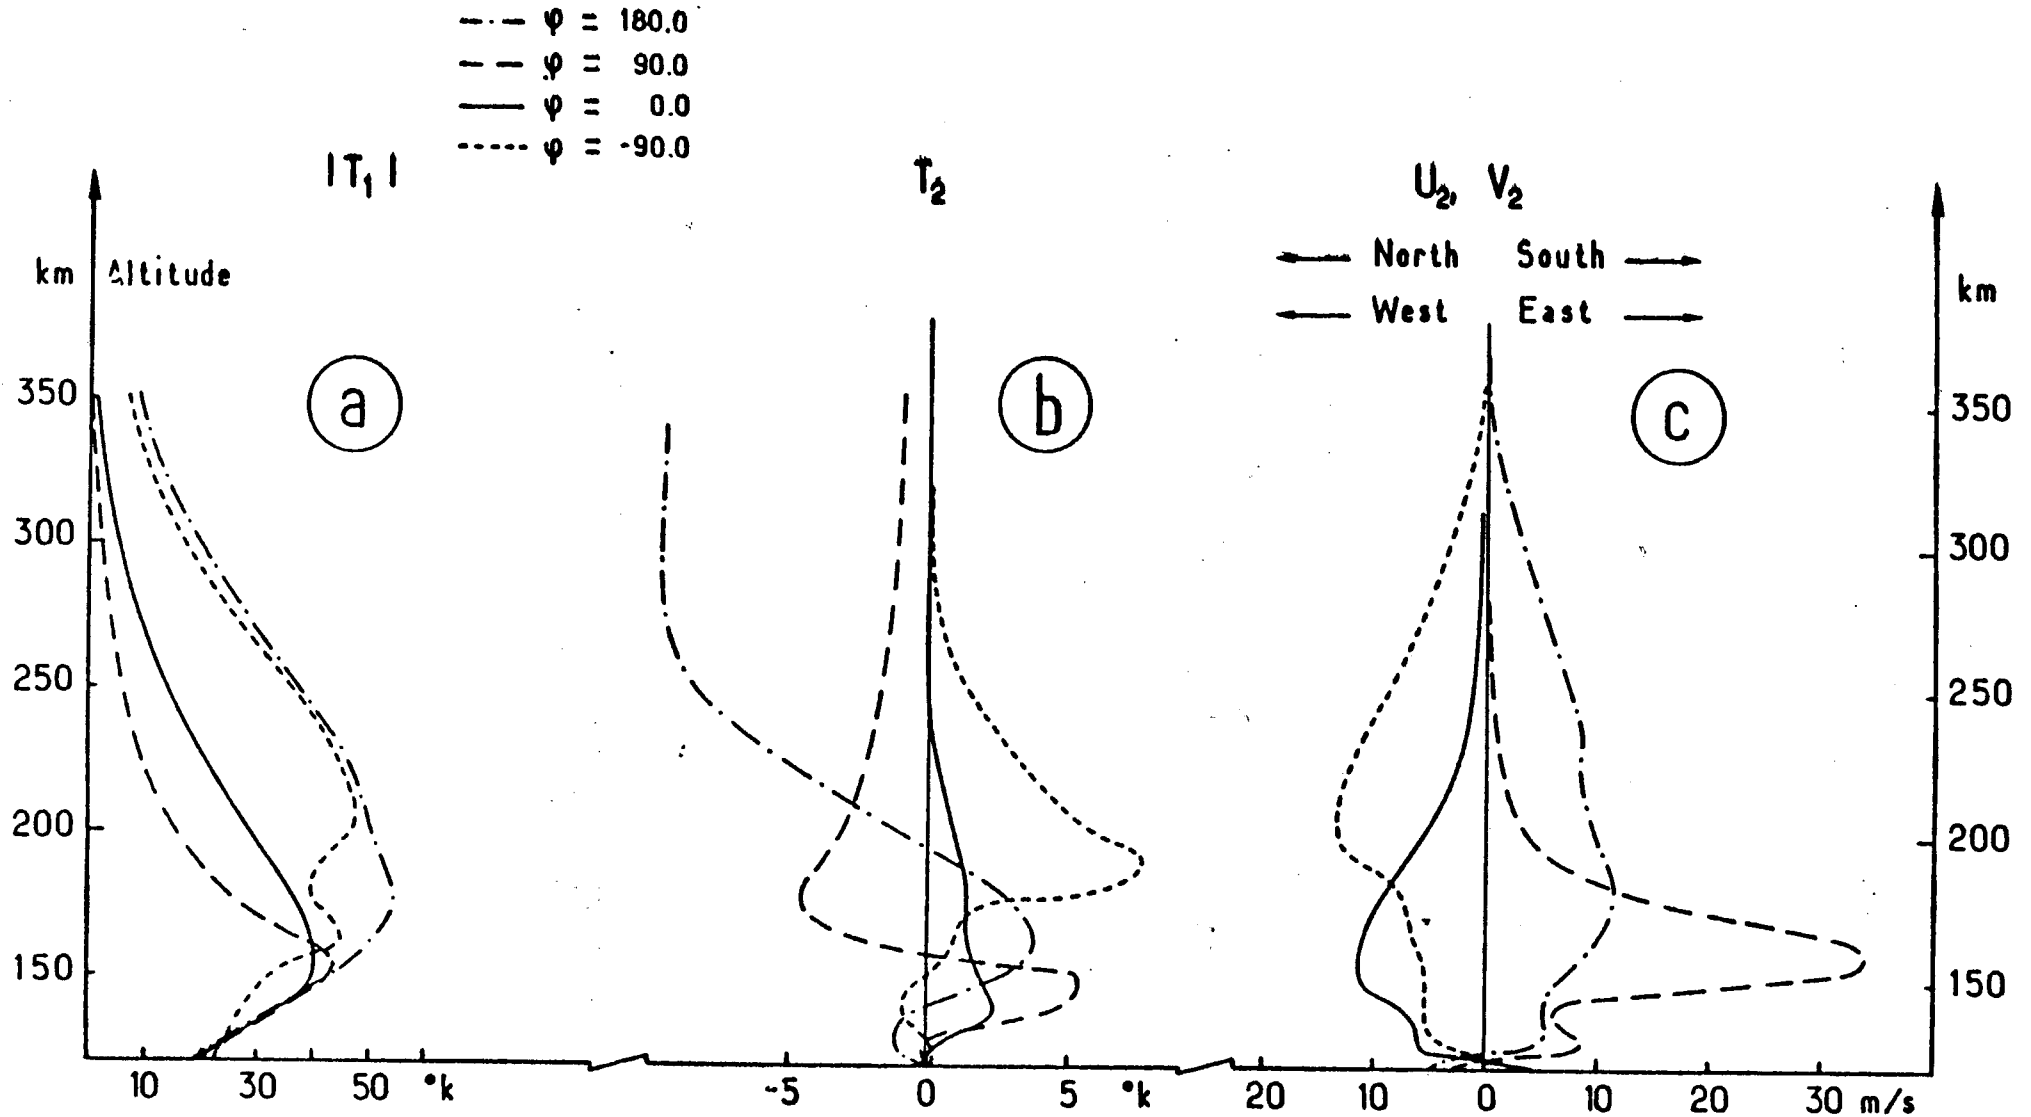 φ = 180.0
φ = 90.0
φ = 0.0
φ = -90.0
|T₁|
T₂
U₂, V₂
North South
West East
km Altitude
km
a
b
c
350
300
250
200
150
350
300
250
200
150
10 30 50 °k
-5 0 5 °k
20 10 0 10 20 30 m/s